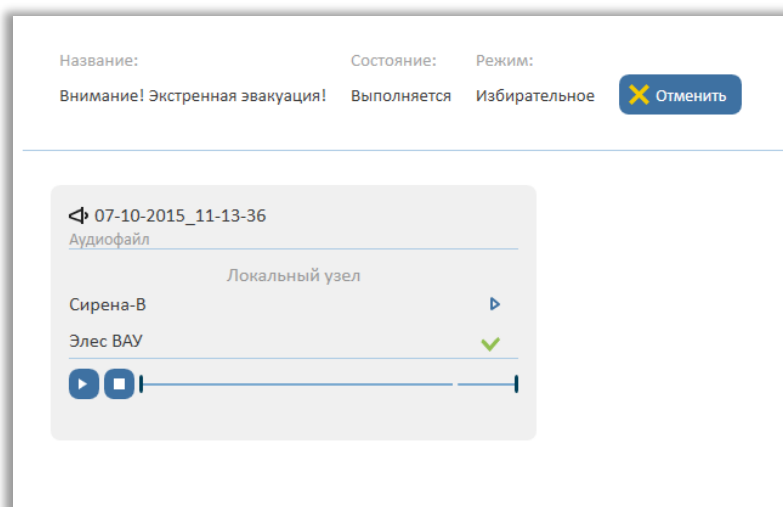 Название: Состояние: Режим:
Внимание! Экстренная эвакуация! Выполняется Избирательное Отменить
07-10-2015_11-13-36
Аудиофайл
Локальный узел
Сирена-В
Элес ВАУ